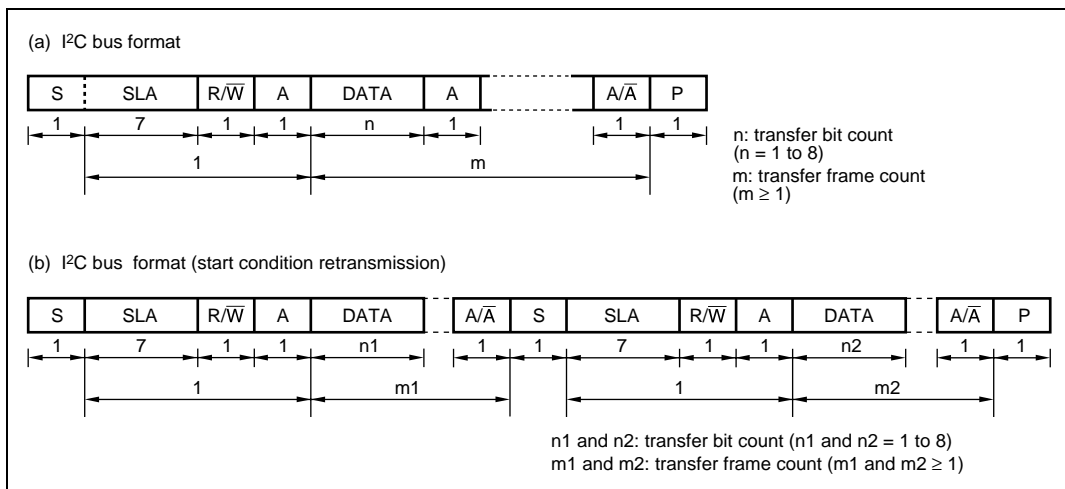 (a) I²C bus format
S SLA R/W̅ A DATA A A/A̅ P
1 7 1 1 n 1 1 1
1 m
n: transfer bit count
(n = 1 to 8)
m: transfer frame count
(m ≥ 1)
(b) I²C bus format (start condition retransmission)
S SLA R/W̅ A DATA A/A̅ S SLA R/W̅ A DATA A/A̅ P
1 7 1 1 n1 1 1 7 1 1 n2 1 1
1 m1 1 m2
n1 and n2: transfer bit count (n1 and n2 = 1 to 8)
m1 and m2: transfer frame count (m1 and m2 ≥ 1)